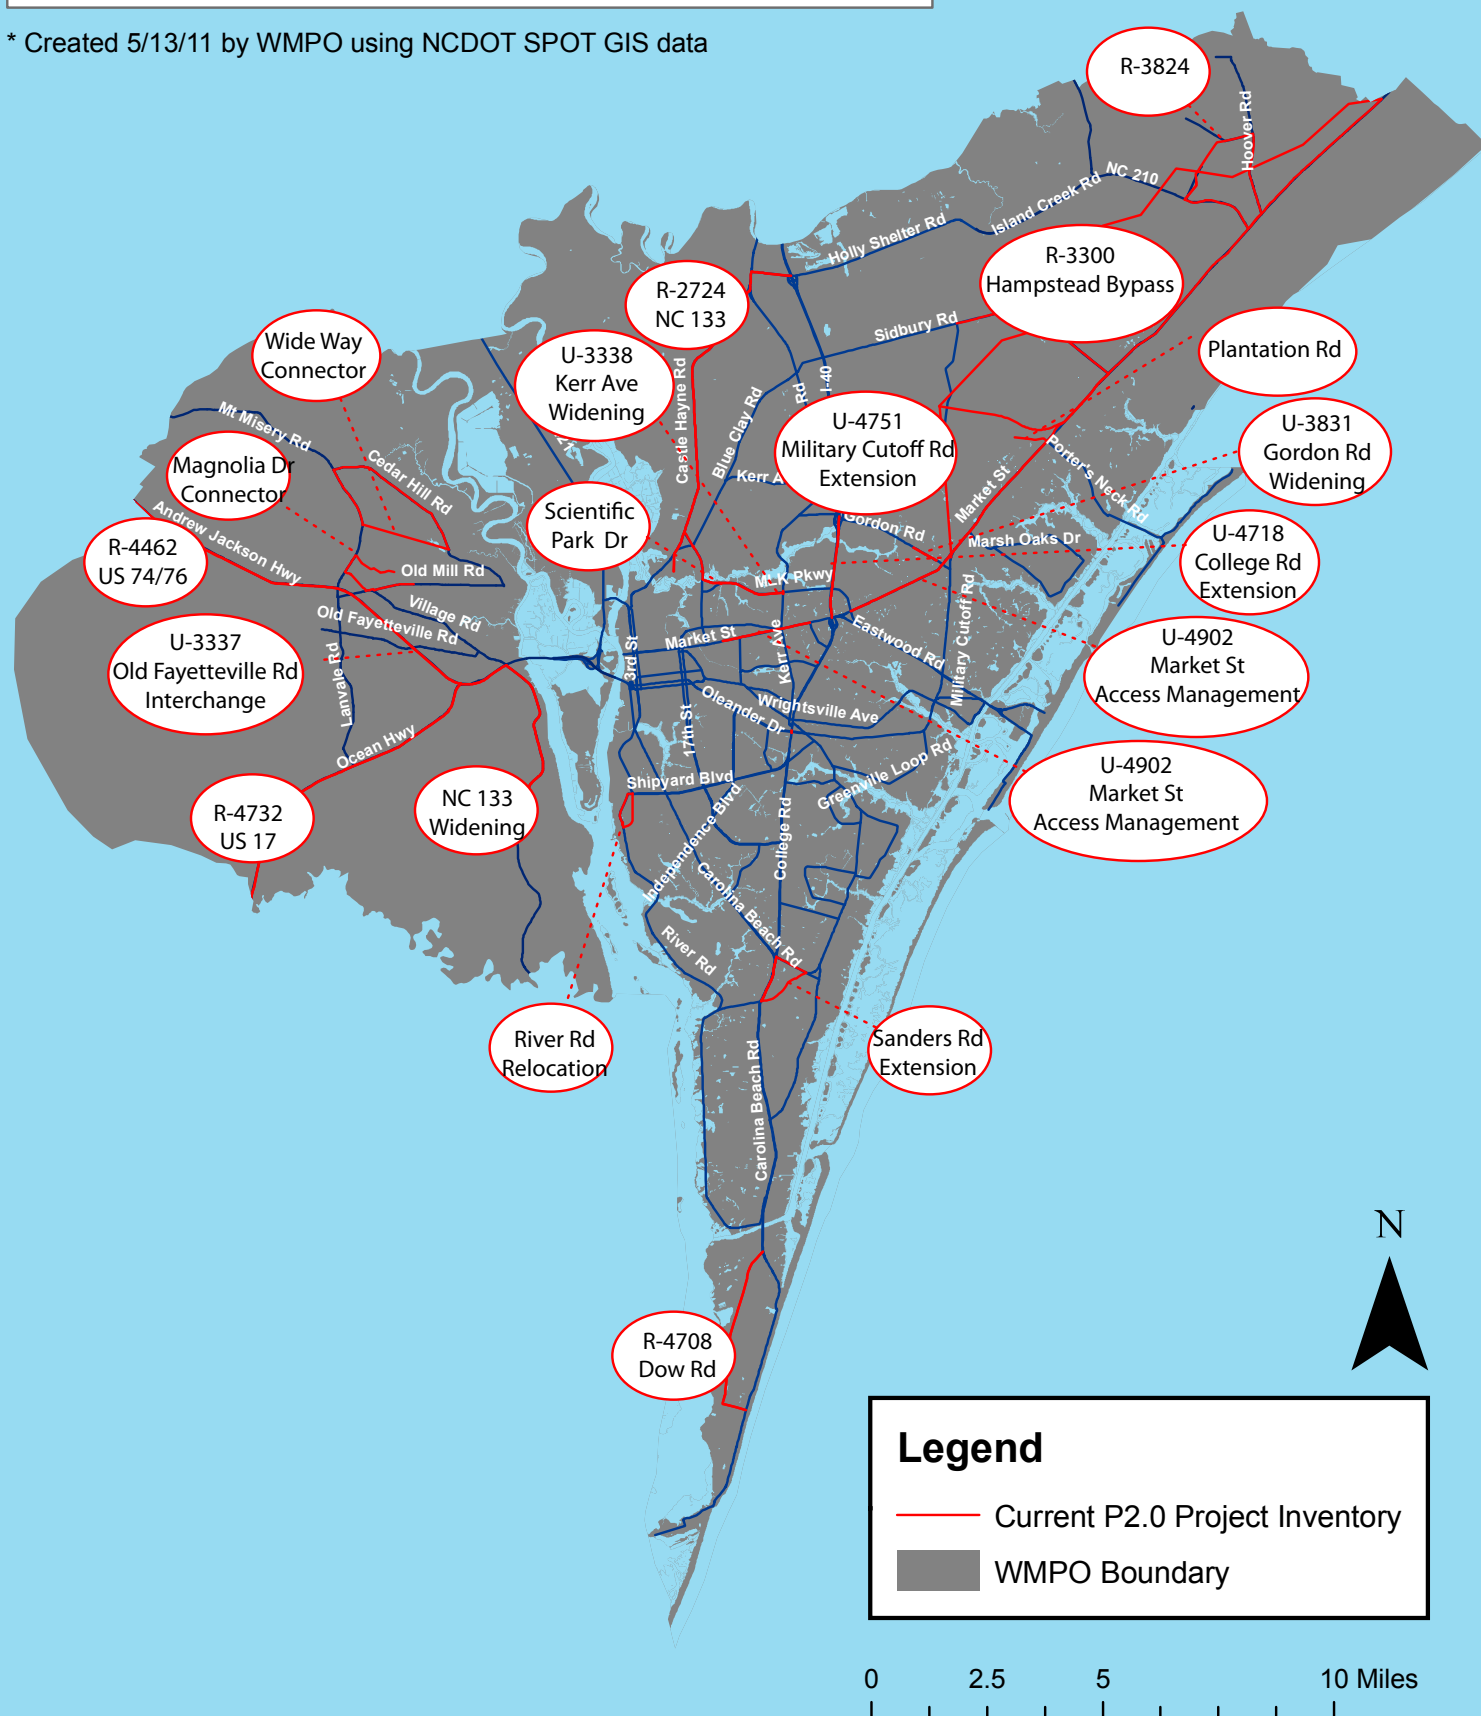 * Created 5/13/11 by WMPO using NCDOT SPOT GIS data
R-3824
Hoover Rd
NC 210
Island Creek Rd
Holly Shelter Rd
R-3300
Hampstead Bypass
R-2724
NC 133
Sidbury Rd
Wide Way
Connector
U-3338
Kerr Ave
Widening
Plantation Rd
Castle Hayne Rd
Blue Clay Rd
Rd
I-40
U-4751
Military Cutoff Rd
Extension
U-3831
Gordon Rd
Widening
Mt Misery Rd
Cedar Hill Rd
Magnolia Dr
Connector
Kerr A
Market St
Porter's Neck Rd
Andrew Jackson Hwy
Scientific
Park Dr
Gordon Rd
Marsh Oaks Dr
U-4718
College Rd
Extension
R-4462
US 74/76
Old Mill Rd
MLK Pkwy
Village Rd
Old Fayetteville Rd
Military Cutoff Rd
U-3337
Old Fayetteville Rd
Interchange
Lanvale Rd
3rd St
Market St
Kerr Ave
Eastwood Rd
U-4902
Market St
Access Management
Oleander Dr
Wrightsville Ave
17th St
Ocean Hwy
Greenville Loop Rd
Shipyard Blvd
U-4902
Market St
Access Management
R-4732
US 17
NC 133
Widening
Independence Blvd
College Rd
Carolina Beach Rd
River Rd
River Rd
Relocation
Sanders Rd
Extension
Carolina Beach Rd
N
R-4708
Dow Rd
Legend
Current P2.0 Project Inventory
WMPO Boundary
0 2.5 5 10 Miles